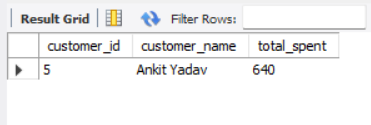 Result Grid Filter Rows:
customer_id customer_name total_spent
5 Ankit Yadav 640